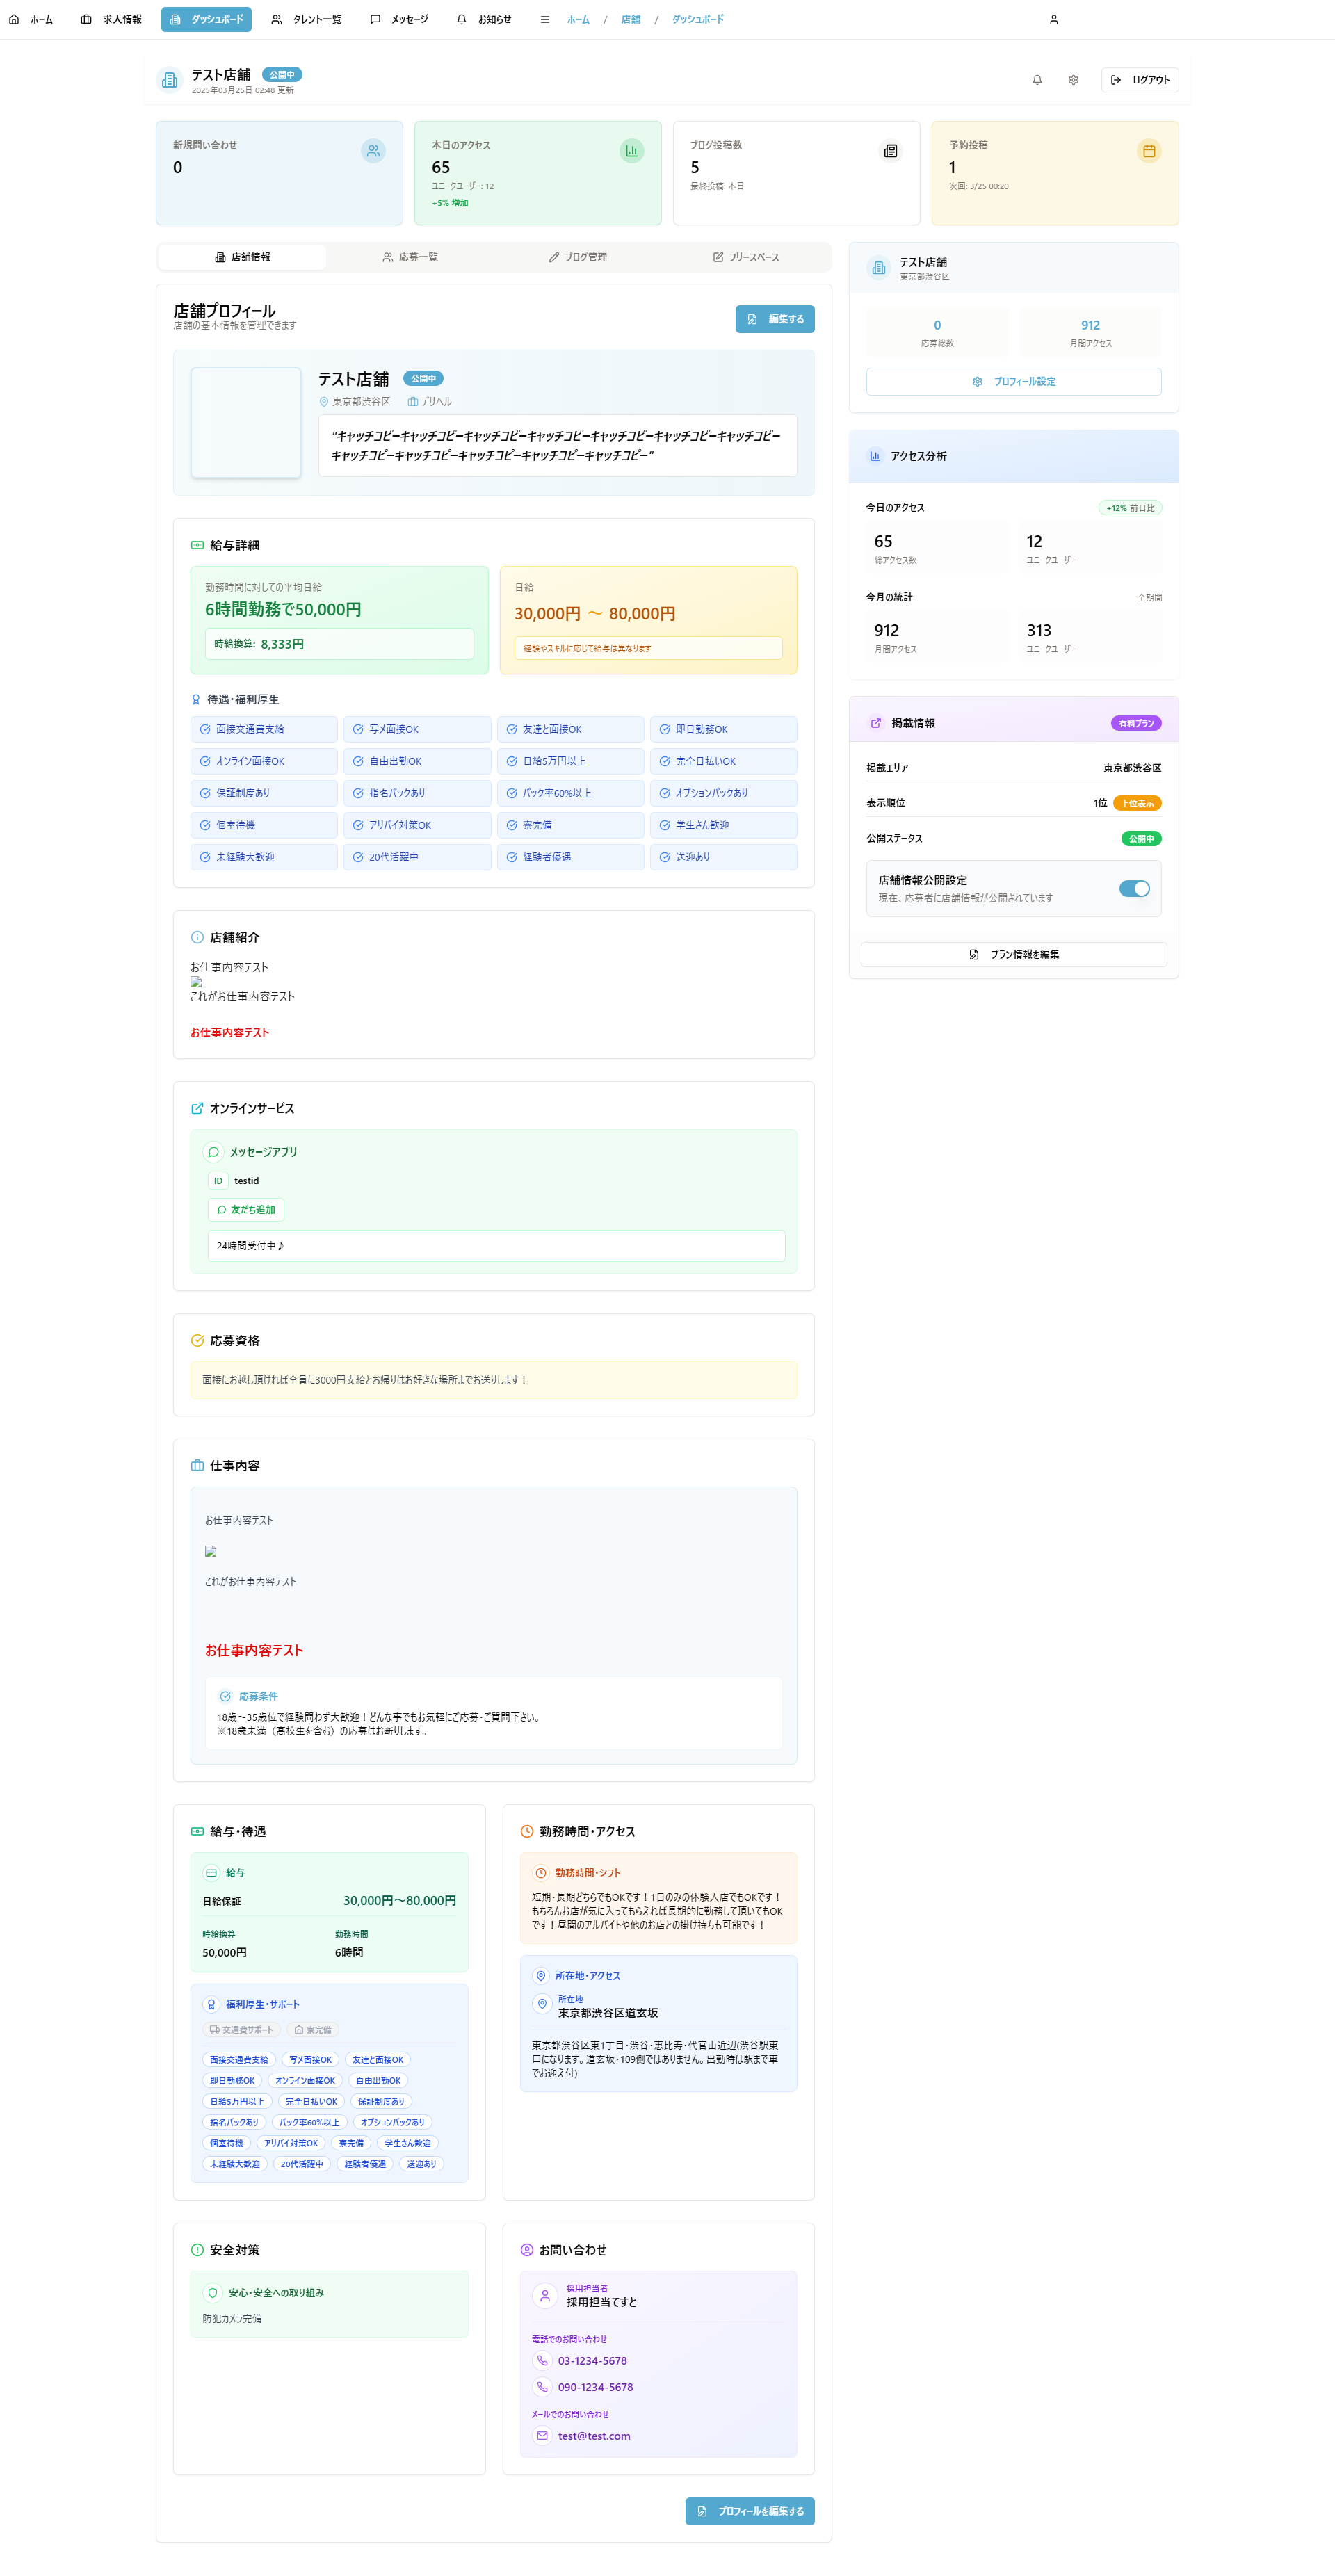 ホーム 求人情報 ダッシュボード タレント一覧 メッセージ お知らせ ホーム / 店舗 / ダッシュボード
テスト店舗 公開中
2025年03月25日 02:48 更新
ログアウト
新規問い合わせ
0
本日のアクセス
65
ユニークユーザー: 12
+5% 増加
ブログ投稿数
5
最終投稿: 本日
予約投稿
1
次回: 3/25 00:20
店舗情報 応募一覧 ブログ管理 フリースペース
店舗プロフィール
店舗の基本情報を管理できます
編集する
テスト店舗 公開中
東京都渋谷区 デリヘル
"キャッチコピーキャッチコピーキャッチコピーキャッチコピーキャッチコピーキャッチコピーキャッチコピー
キャッチコピーキャッチコピーキャッチコピーキャッチコピーキャッチコピー"
給与詳細
勤務時間に対しての平均日給
6時間勤務で50,000円
時給換算: 8,333円
日給
30,000円 〜 80,000円
経験やスキルに応じて給与は異なります
待遇・福利厚生
面接交通費支給 写メ面接OK 友達と面接OK 即日勤務OK
オンライン面接OK 自由出勤OK 日給5万円以上 完全日払いOK
保証制度あり 指名バックあり バック率60%以上 オプションバックあり
個室待機 アリバイ対策OK 寮完備 学生さん歓迎
未経験大歓迎 20代活躍中 経験者優遇 送迎あり
店舗紹介
お仕事内容テスト
これがお仕事内容テスト
お仕事内容テスト
オンラインサービス
メッセージアプリ
ID testid
友だち追加
24時間受付中♪
応募資格
面接にお越し頂ければ全員に3000円支給とお帰りはお好きな場所までお送りします！
仕事内容
お仕事内容テスト
これがお仕事内容テスト
お仕事内容テスト
応募条件
18歳～35歳位で経験問わず大歓迎！どんな事でもお気軽にご応募・ご質問下さい。
※18歳未満（高校生を含む）の応募はお断りします。
給与・待遇
給与
日給保証 30,000円〜80,000円
時給換算 勤務時間
50,000円 6時間
福利厚生・サポート
交通費サポート 寮完備
面接交通費支給 写メ面接OK 友達と面接OK
即日勤務OK オンライン面接OK 自由出勤OK
日給5万円以上 完全日払いOK 保証制度あり
指名バックあり バック率60%以上 オプションバックあり
個室待機 アリバイ対策OK 寮完備 学生さん歓迎
未経験大歓迎 20代活躍中 経験者優遇 送迎あり
勤務時間・アクセス
勤務時間・シフト
短期・長期どちらでもOKです！1日のみの体験入店でもOKです！
もちろんお店が気に入ってもらえれば長期的に勤務して頂いてもOK
です！昼間のアルバイトや他のお店との掛け持ちも可能です！
所在地・アクセス
所在地
東京都渋谷区道玄坂
東京都渋谷区東1丁目・渋谷・恵比寿・代官山近辺(渋谷駅東
口になります。道玄坂・109側ではありません。出勤時は駅まで車
でお迎え付)
安全対策
安心・安全への取り組み
防犯カメラ完備
お問い合わせ
採用担当者
採用担当てすと
電話でのお問い合わせ
03-1234-5678
090-1234-5678
メールでのお問い合わせ
test@test.com
プロフィールを編集する
テスト店舗
東京都渋谷区
0 912
応募総数 月間アクセス
プロフィール設定
アクセス分析
今日のアクセス +12% 前日比
65 12
総アクセス数 ユニークユーザー
今月の統計 全期間
912 313
月間アクセス ユニークユーザー
掲載情報 有料プラン
掲載エリア 東京都渋谷区
表示順位 1位 上位表示
公開ステータス 公開中
店舗情報公開設定
現在、応募者に店舗情報が公開されています
プラン情報を編集